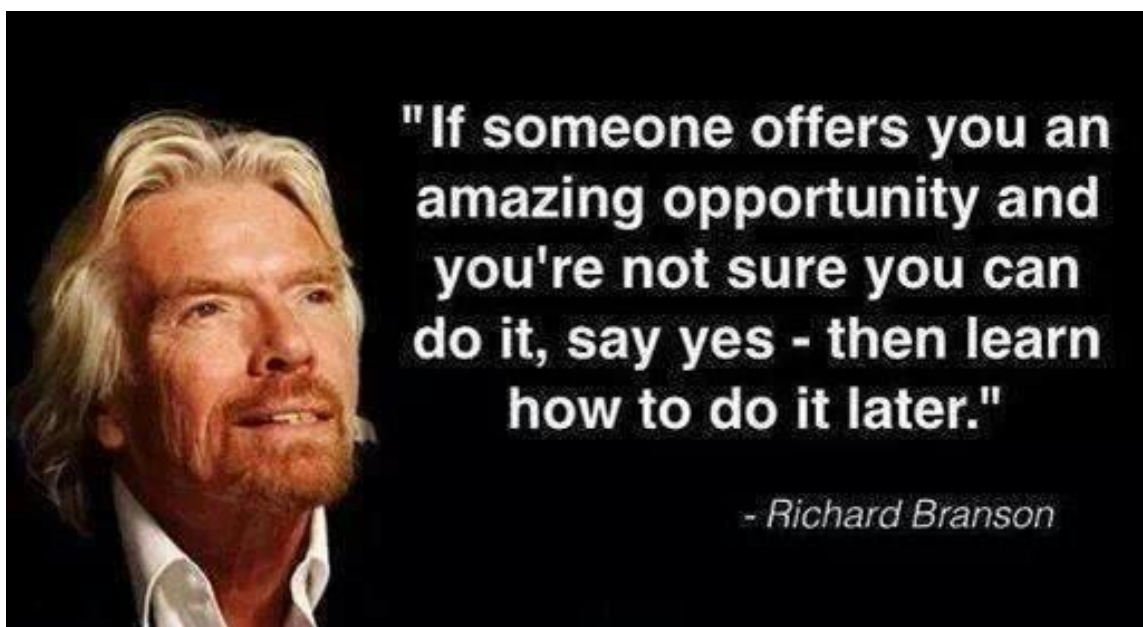 "If someone offers you an
amazing opportunity and
you're not sure you can
do it, say yes - then learn
how to do it later."
- Richard Branson